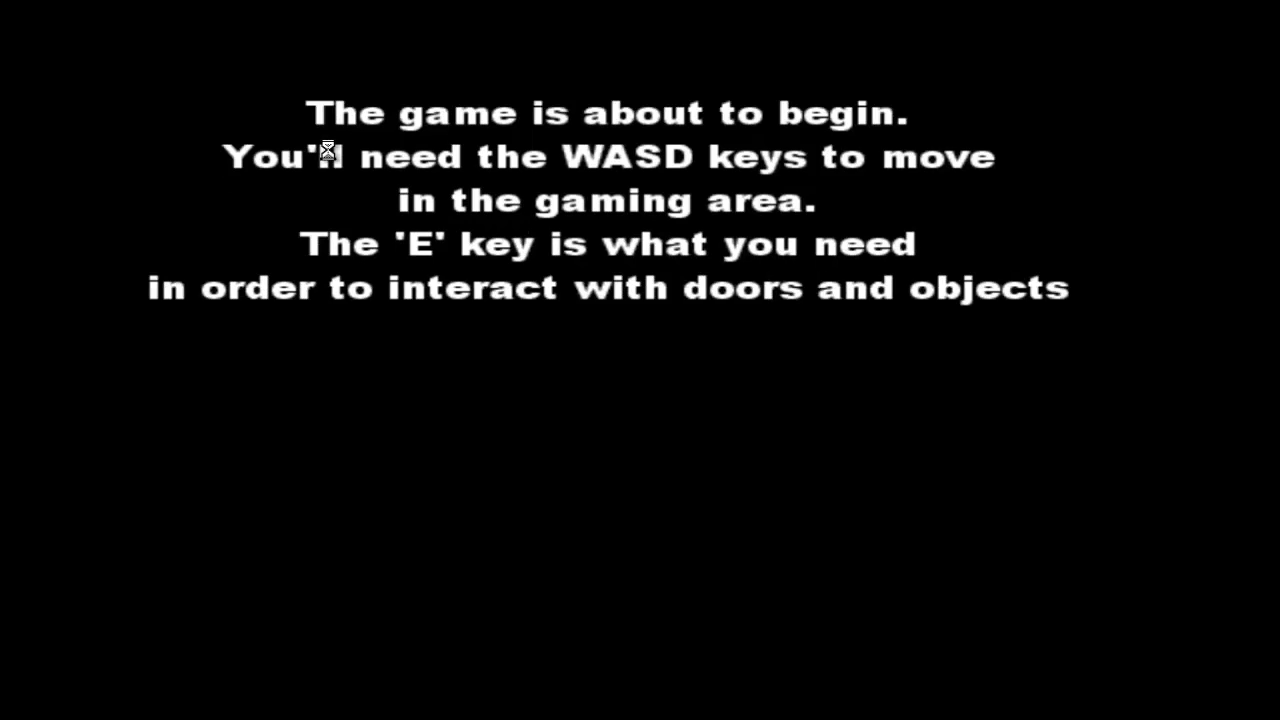 The game is about to begin.
You'll need the WASD keys to move
in the gaming area.
The 'E' key is what you need
in order to interact with doors and objects